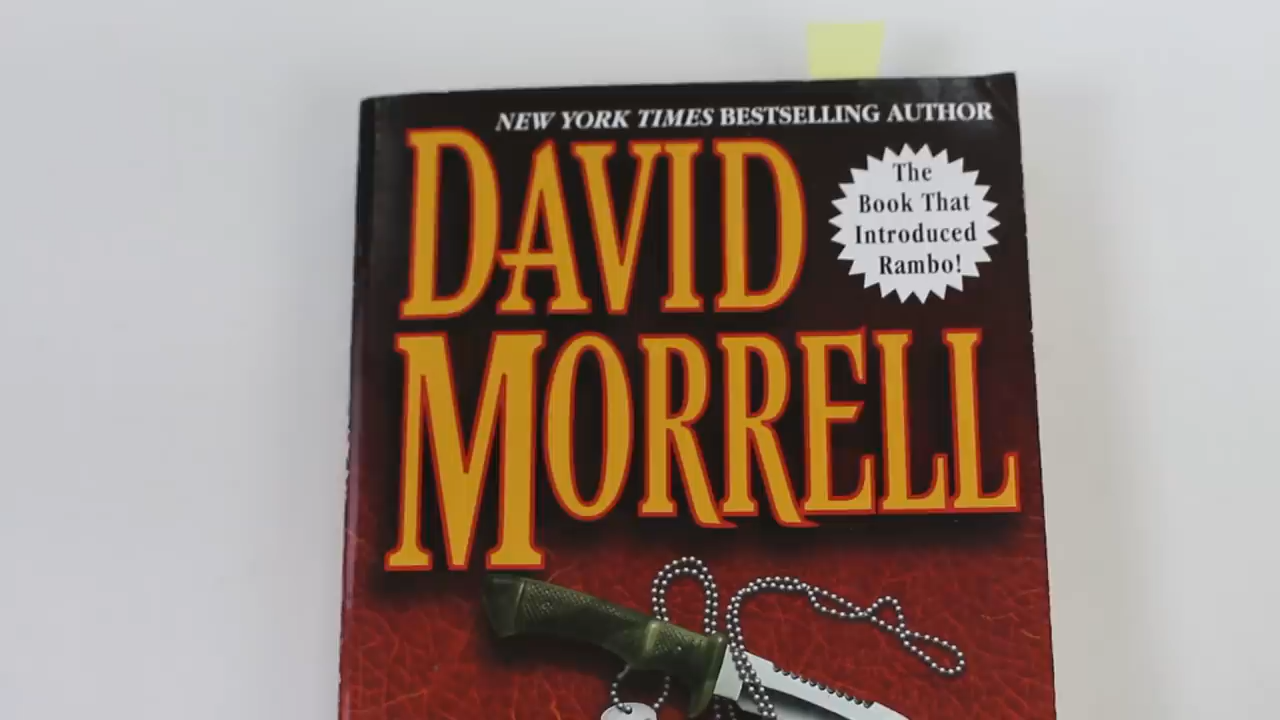 NEW YORK TIMES BESTSELLING AUTHOR
DAVID
MORRELL
The
Book That
Introduced
Rambo!